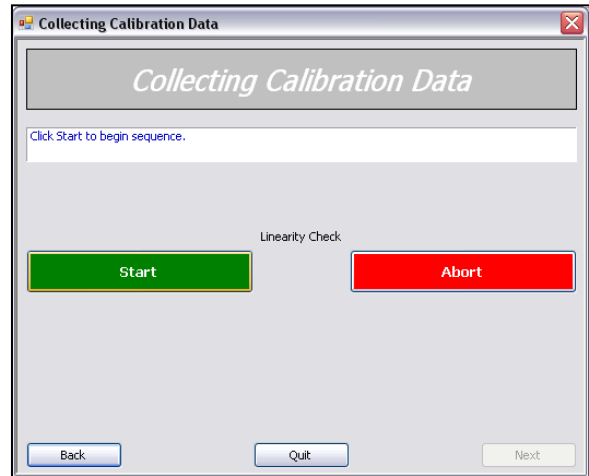 Collecting Calibration Data
Collecting Calibration Data
Click Start to begin sequence.
Linearity Check
Start Abort
Back Quit Next